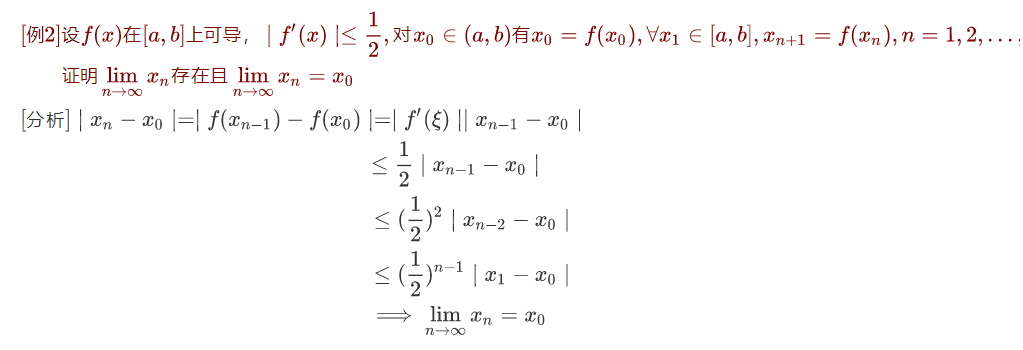 [例2]设f(x)在[a, b]上可导, | f′(x) |≤ 1/2, 对x₀ ∈ (a, b)有x₀ = f(x₀), ∀x₁ ∈ [a, b], xₙ₊₁ = f(xₙ), n = 1, 2, . . . ,
证明 lim_{n→∞} xₙ存在且 lim_{n→∞} xₙ = x₀
[分析] | xₙ − x₀ |=| f(xₙ₋₁) − f(x₀) |=| f′(ξ) || xₙ₋₁ − x₀ |
≤ 1/2 | xₙ₋₁ − x₀ |
≤ (1/2)² | xₙ₋₂ − x₀ |
≤ (1/2)ⁿ⁻¹ | x₁ − x₀ |
⟹ lim_{n→∞} xₙ = x₀